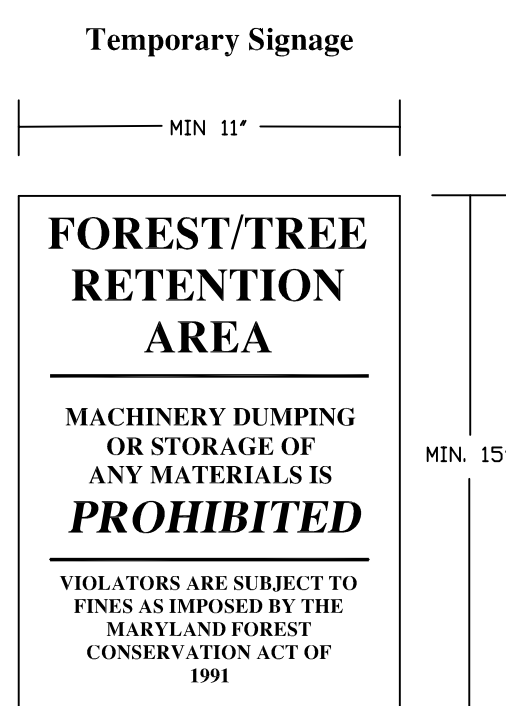 Temporary Signage
MIN 11"
FOREST/TREE
RETENTION
AREA
MACHINERY DUMPING
OR STORAGE OF
ANY MATERIALS IS
PROHIBITED
MIN. 15"
VIOLATORS ARE SUBJECT TO
FINES AS IMPOSED BY THE
MARYLAND FOREST
CONSERVATION ACT OF
1991